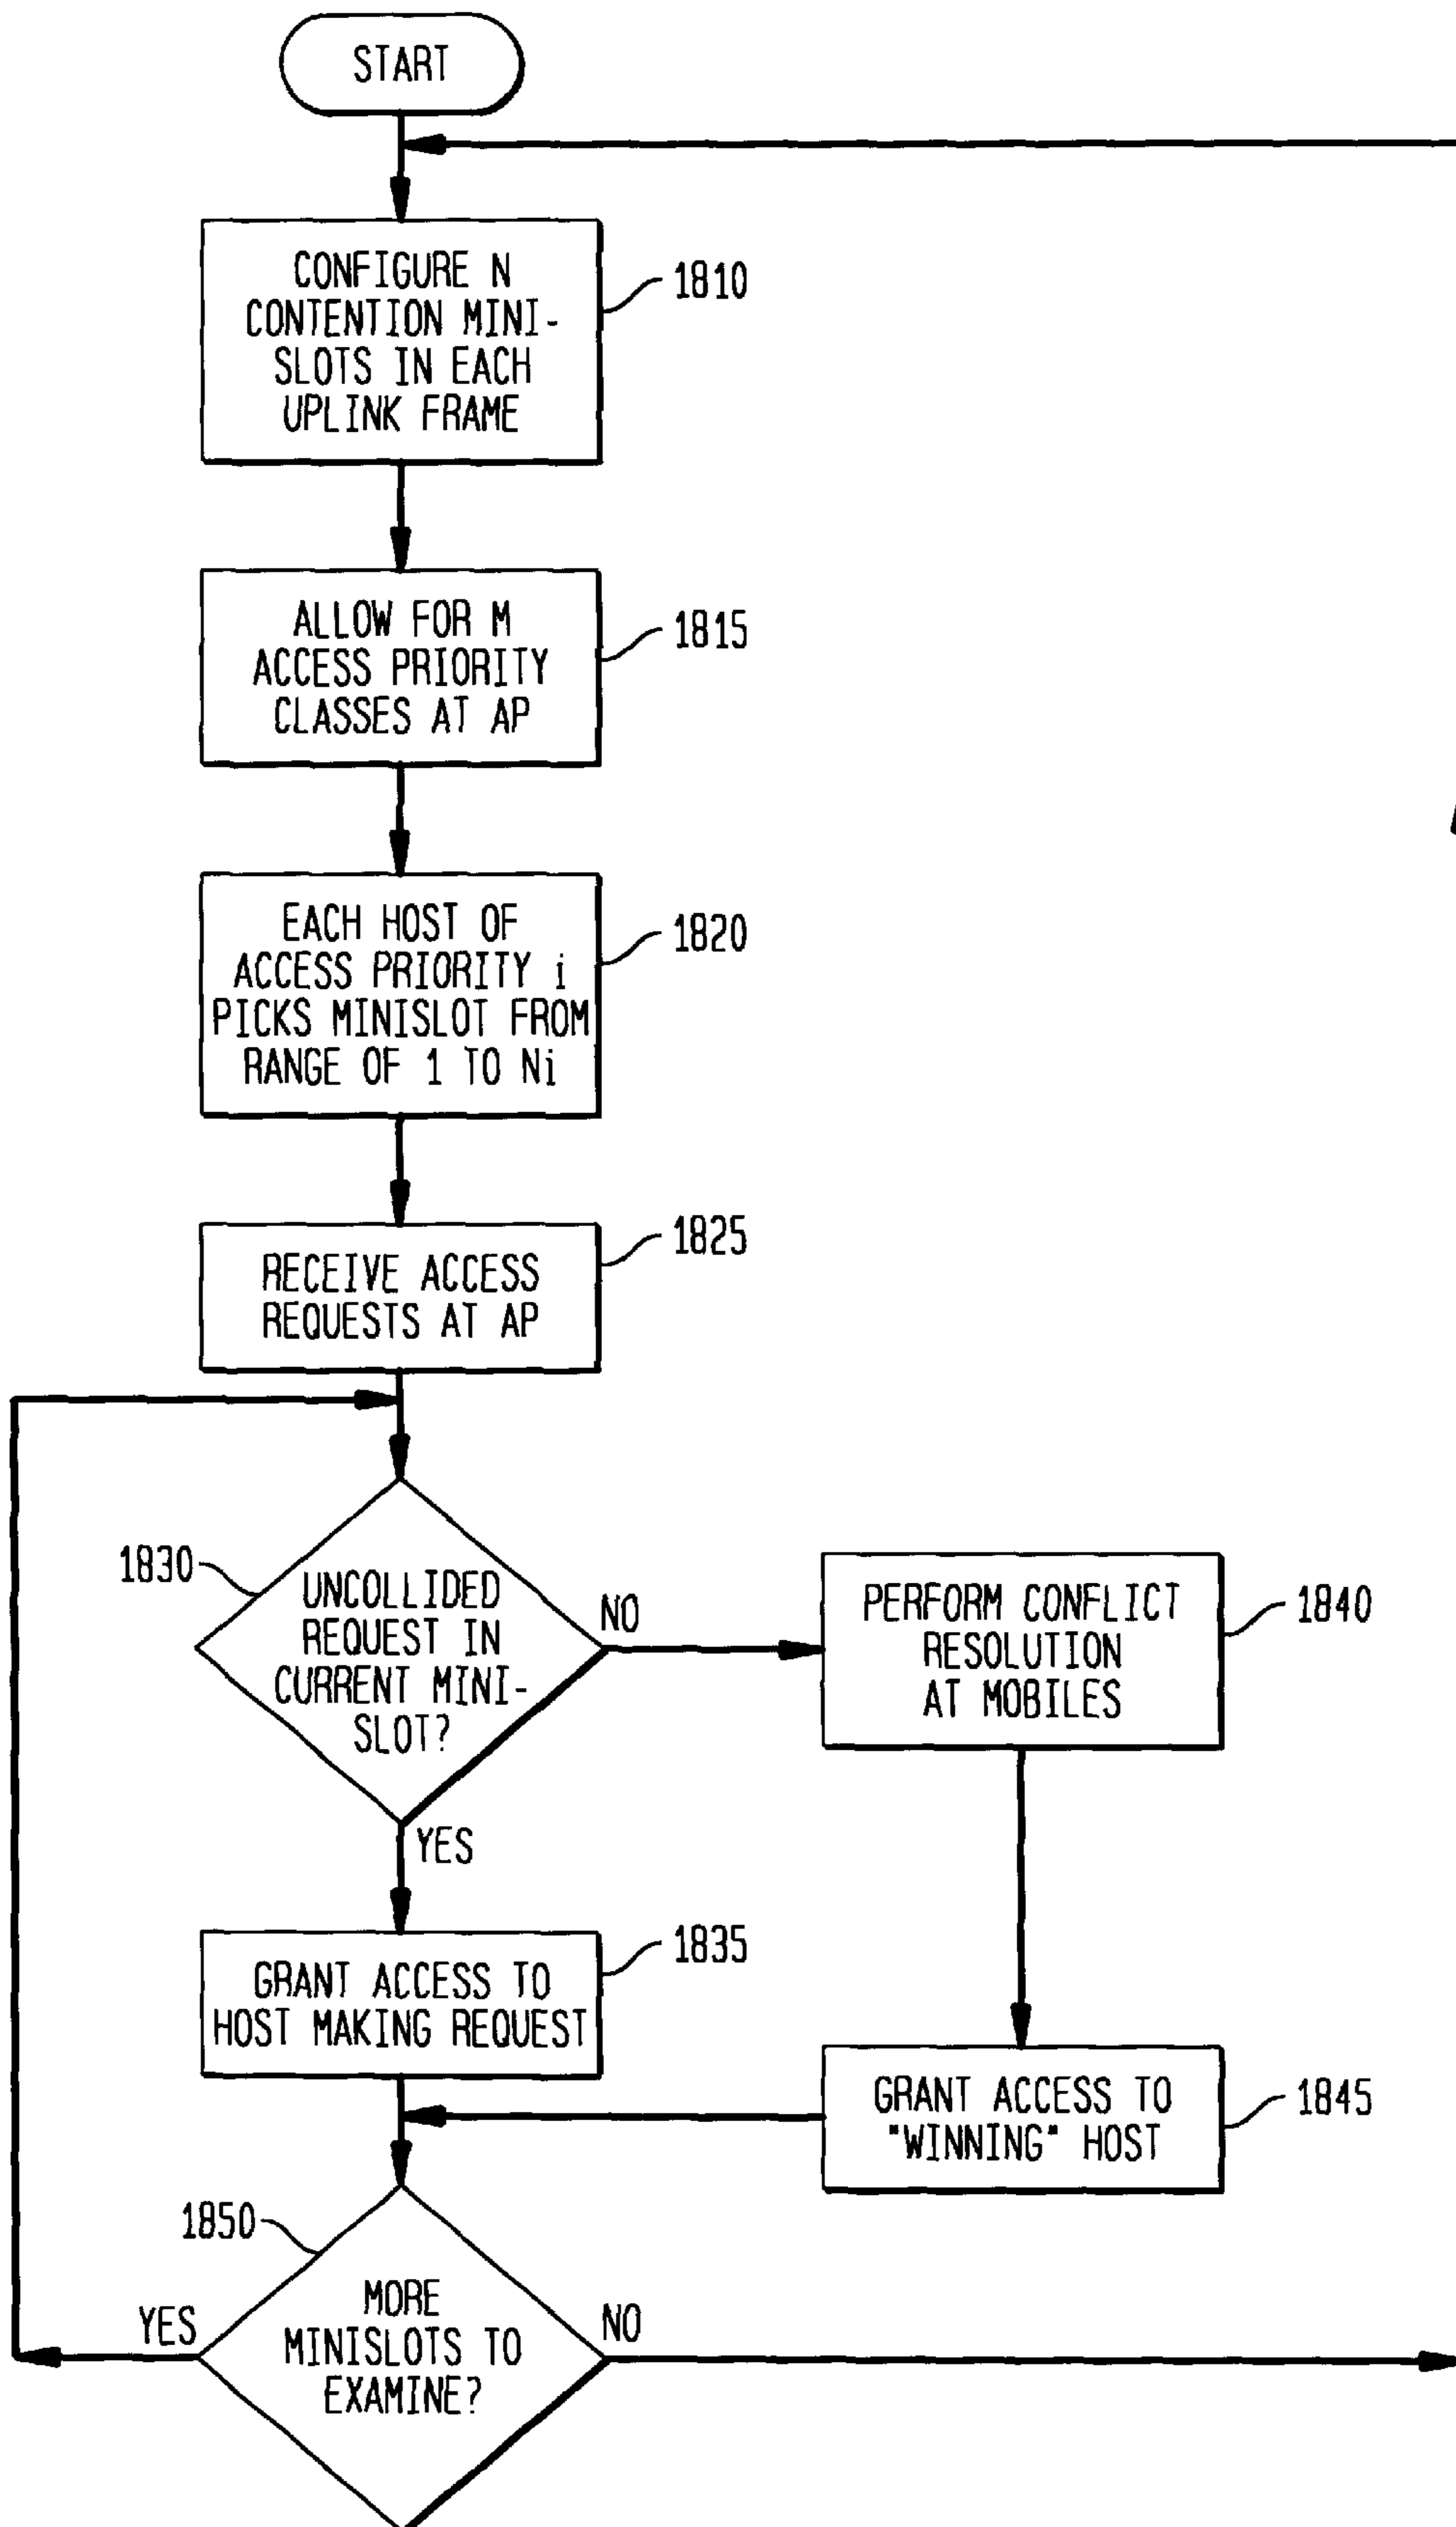 START
CONFIGURE N
CONTENTION MINI-
SLOTS IN EACH
UPLINK FRAME
1810
ALLOW FOR M
ACCESS PRIORITY
CLASSES AT AP
1815
EACH HOST OF
ACCESS PRIORITY i
PICKS MINISLOT FROM
RANGE OF 1 TO Ni
1820
RECEIVE ACCESS
REQUESTS AT AP
1825
1830
UNCOLLIDED
REQUEST IN
CURRENT MINI-
SLOT?
NO
YES
PERFORM CONFLICT
RESOLUTION
AT MOBILES
1840
GRANT ACCESS TO
HOST MAKING REQUEST
1835
GRANT ACCESS TO
"WINNING" HOST
1845
1850
MORE
MINISLOTS TO
EXAMINE?
YES
NO